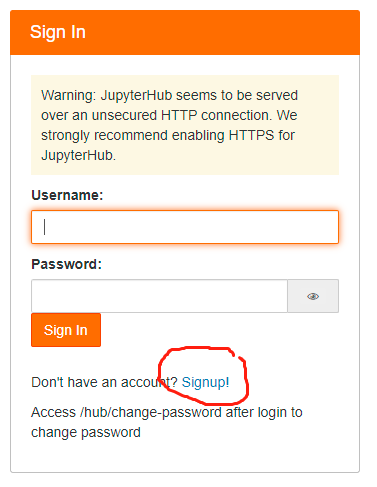 Sign In
Warning: JupyterHub seems to be served
over an unsecured HTTP connection. We
strongly recommend enabling HTTPS for
JupyterHub.
Username:
Password:
Sign In
Don't have an account? Signup!
Access /hub/change-password after login to
change password